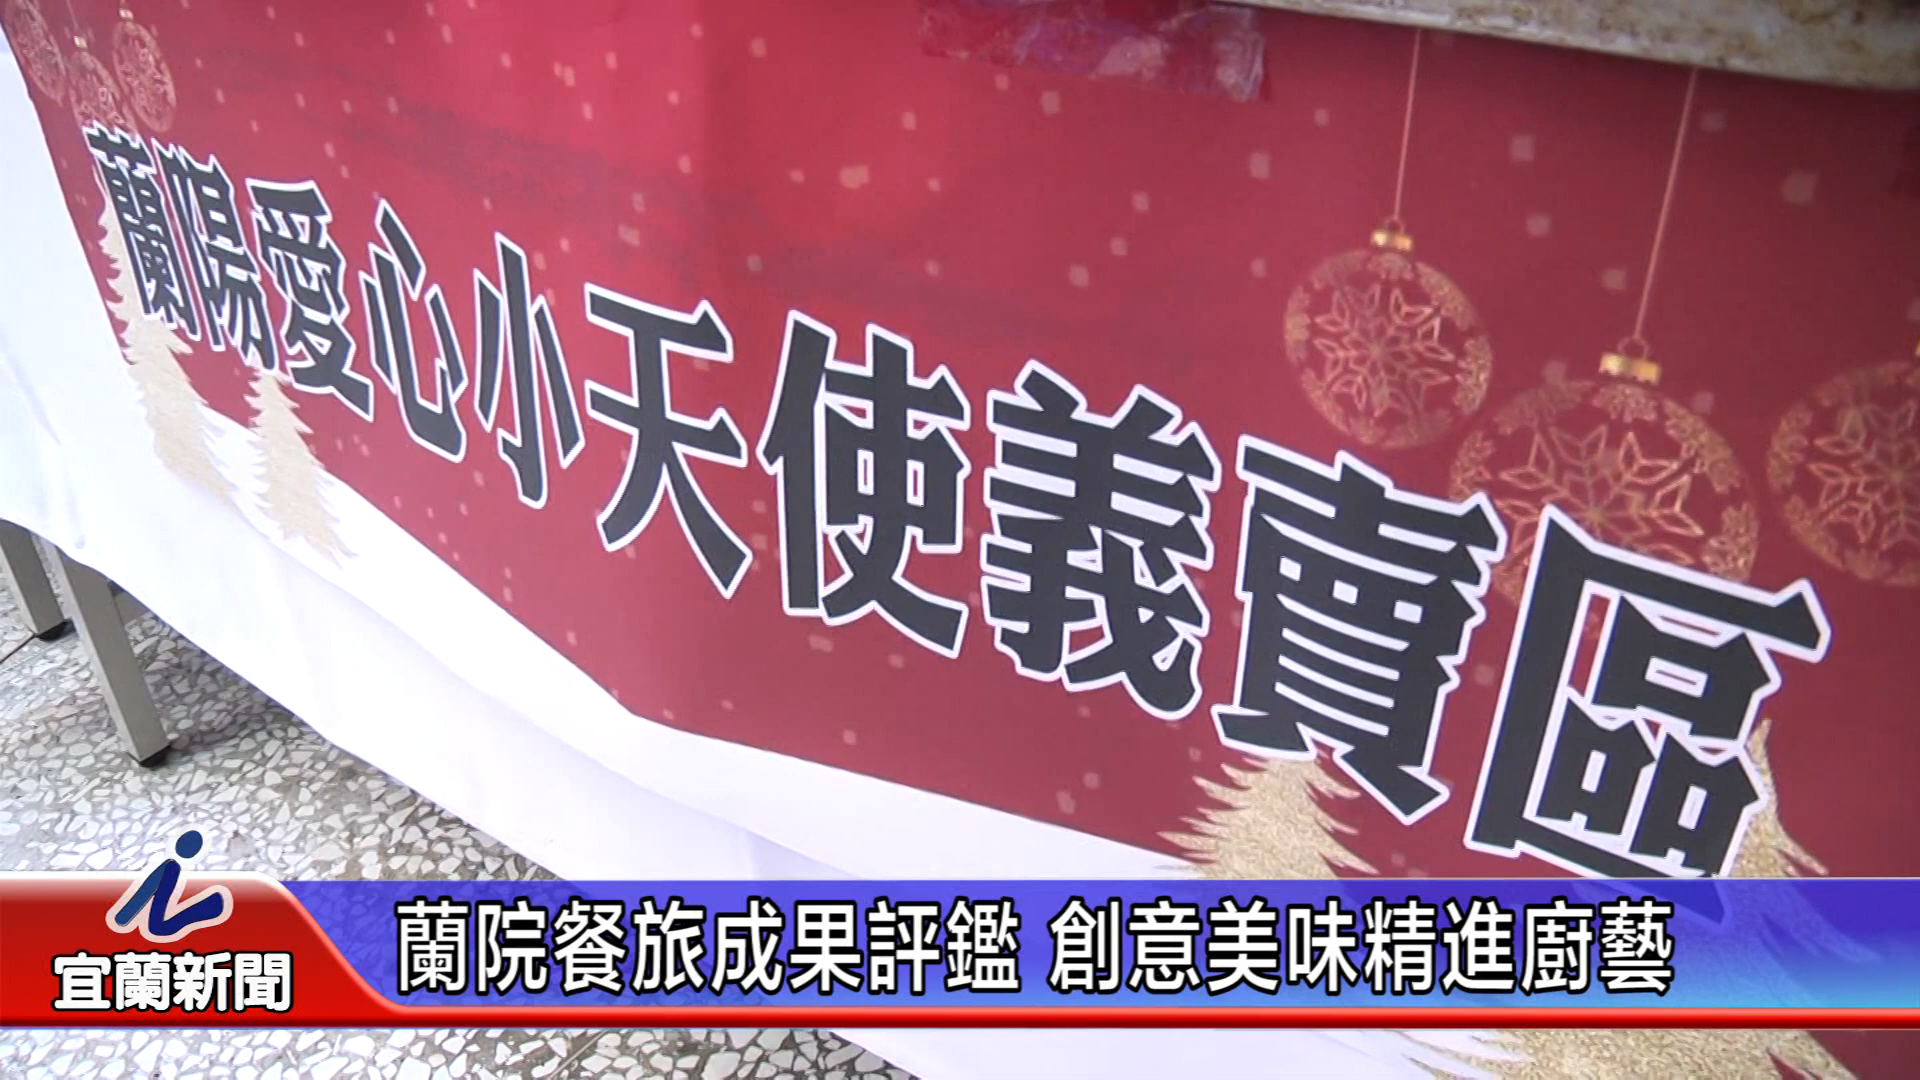 蘭陽愛心小天使義賣區
宜蘭新聞
蘭院餐旅成果評鑑 創意美味精進廚藝